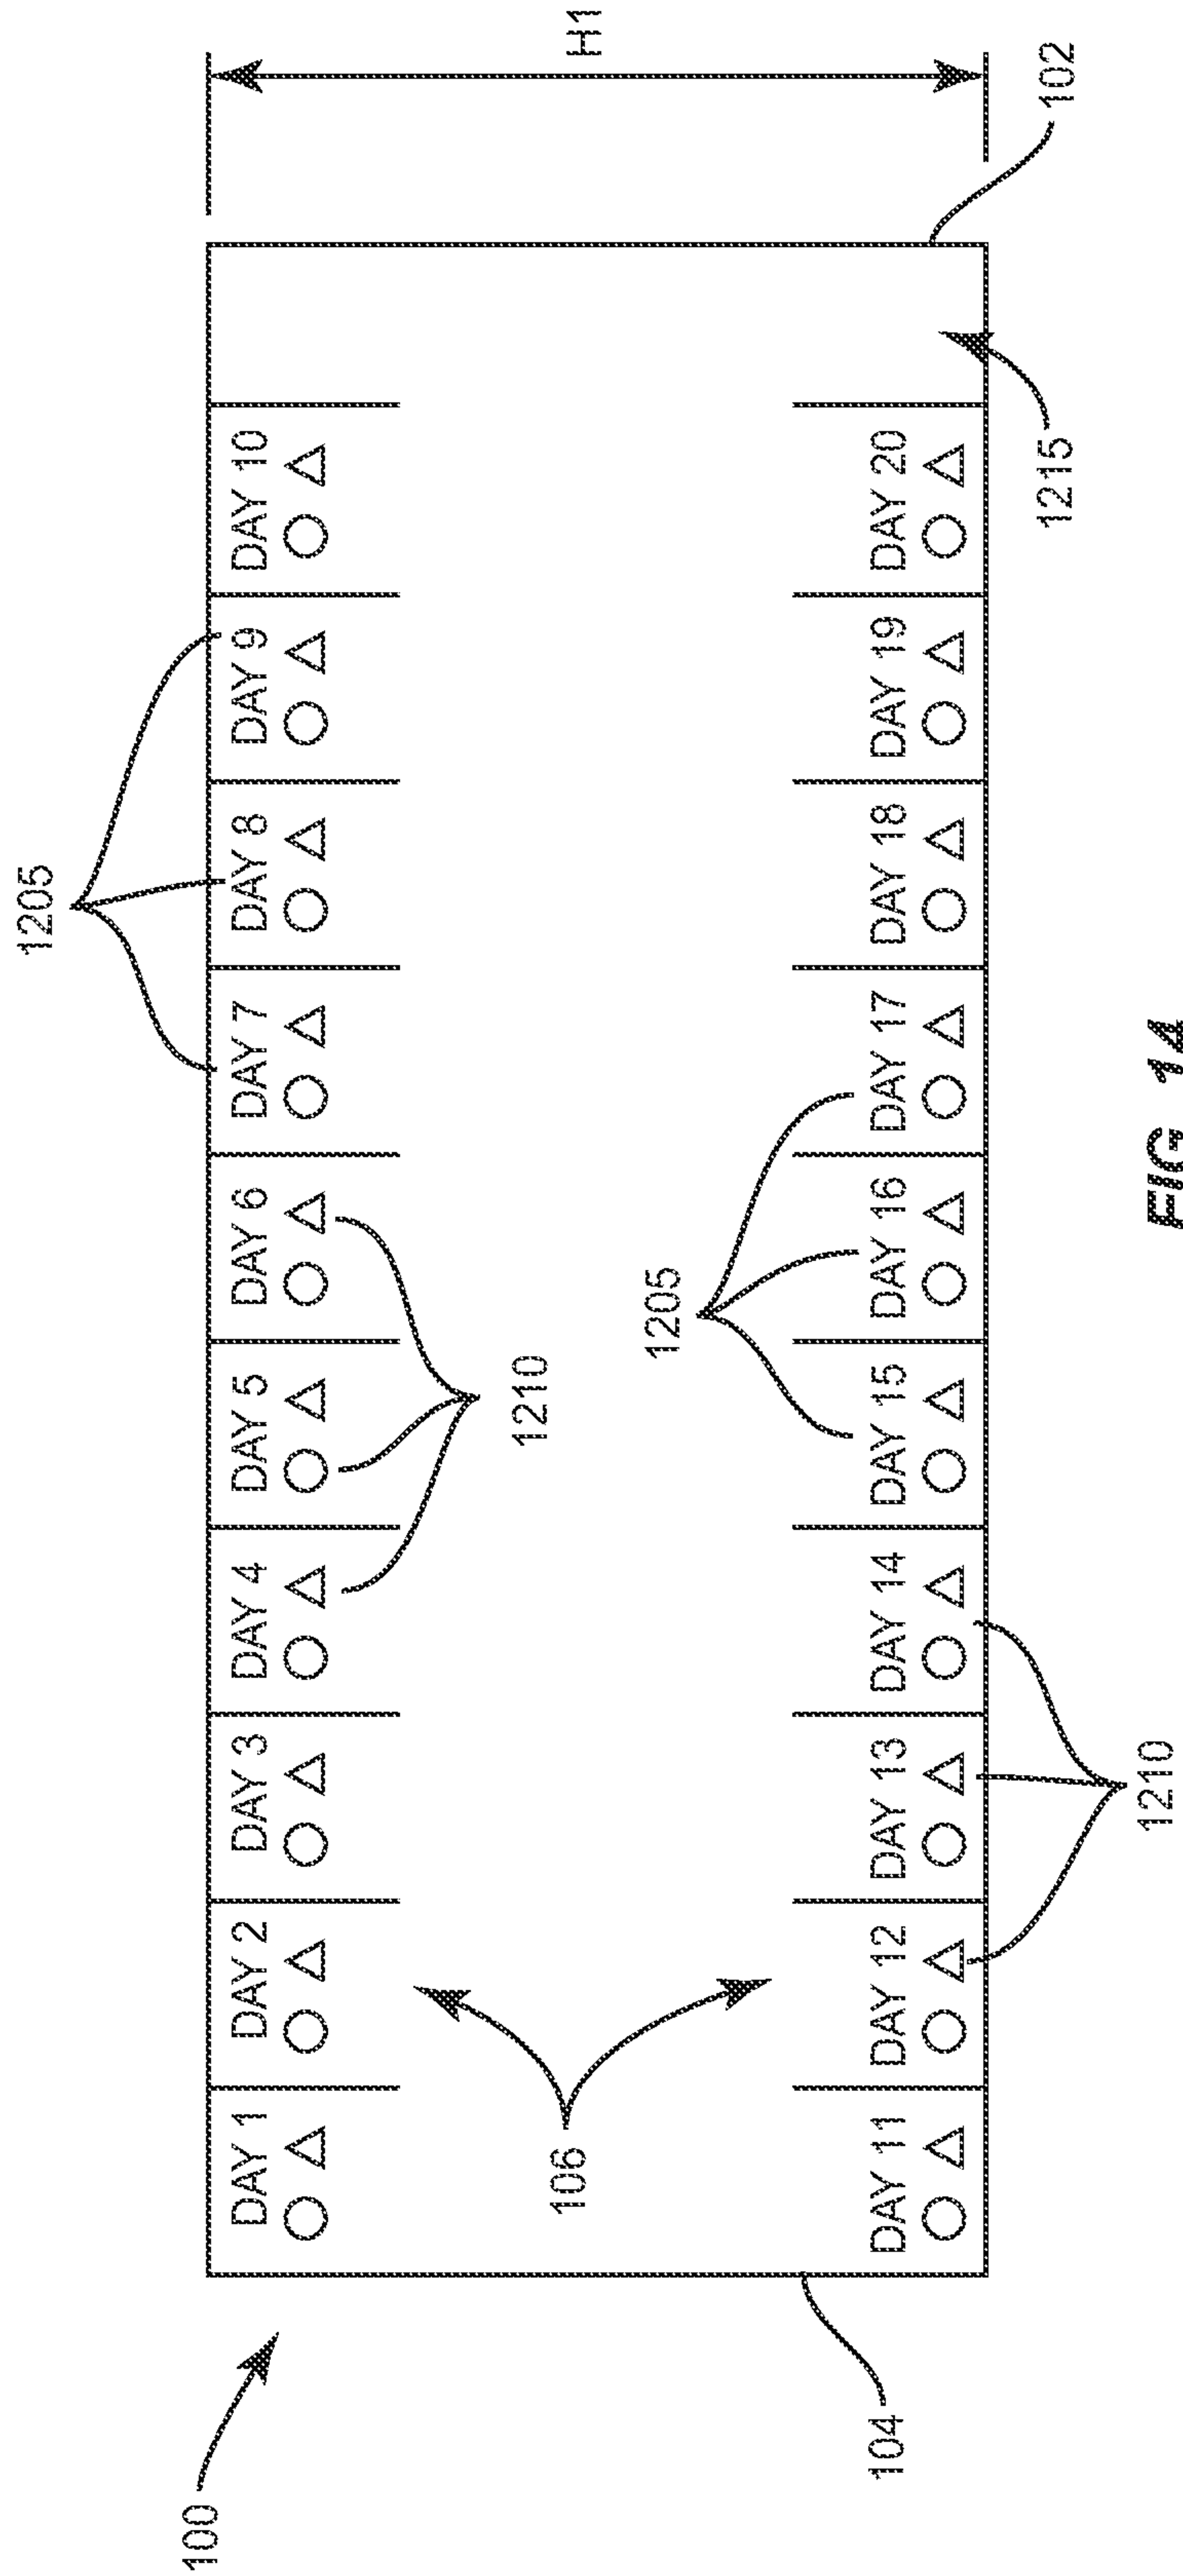 100
1205
H1
DAY 1
DAY 2
DAY 3
DAY 4
DAY 5
DAY 6
DAY 7
DAY 8
DAY 9
DAY 10
106
1210
1205
DAY 11
DAY 12
DAY 13
DAY 14
DAY 15
DAY 16
DAY 17
DAY 18
DAY 19
DAY 20
104
1210
1215
102
FIG. 14